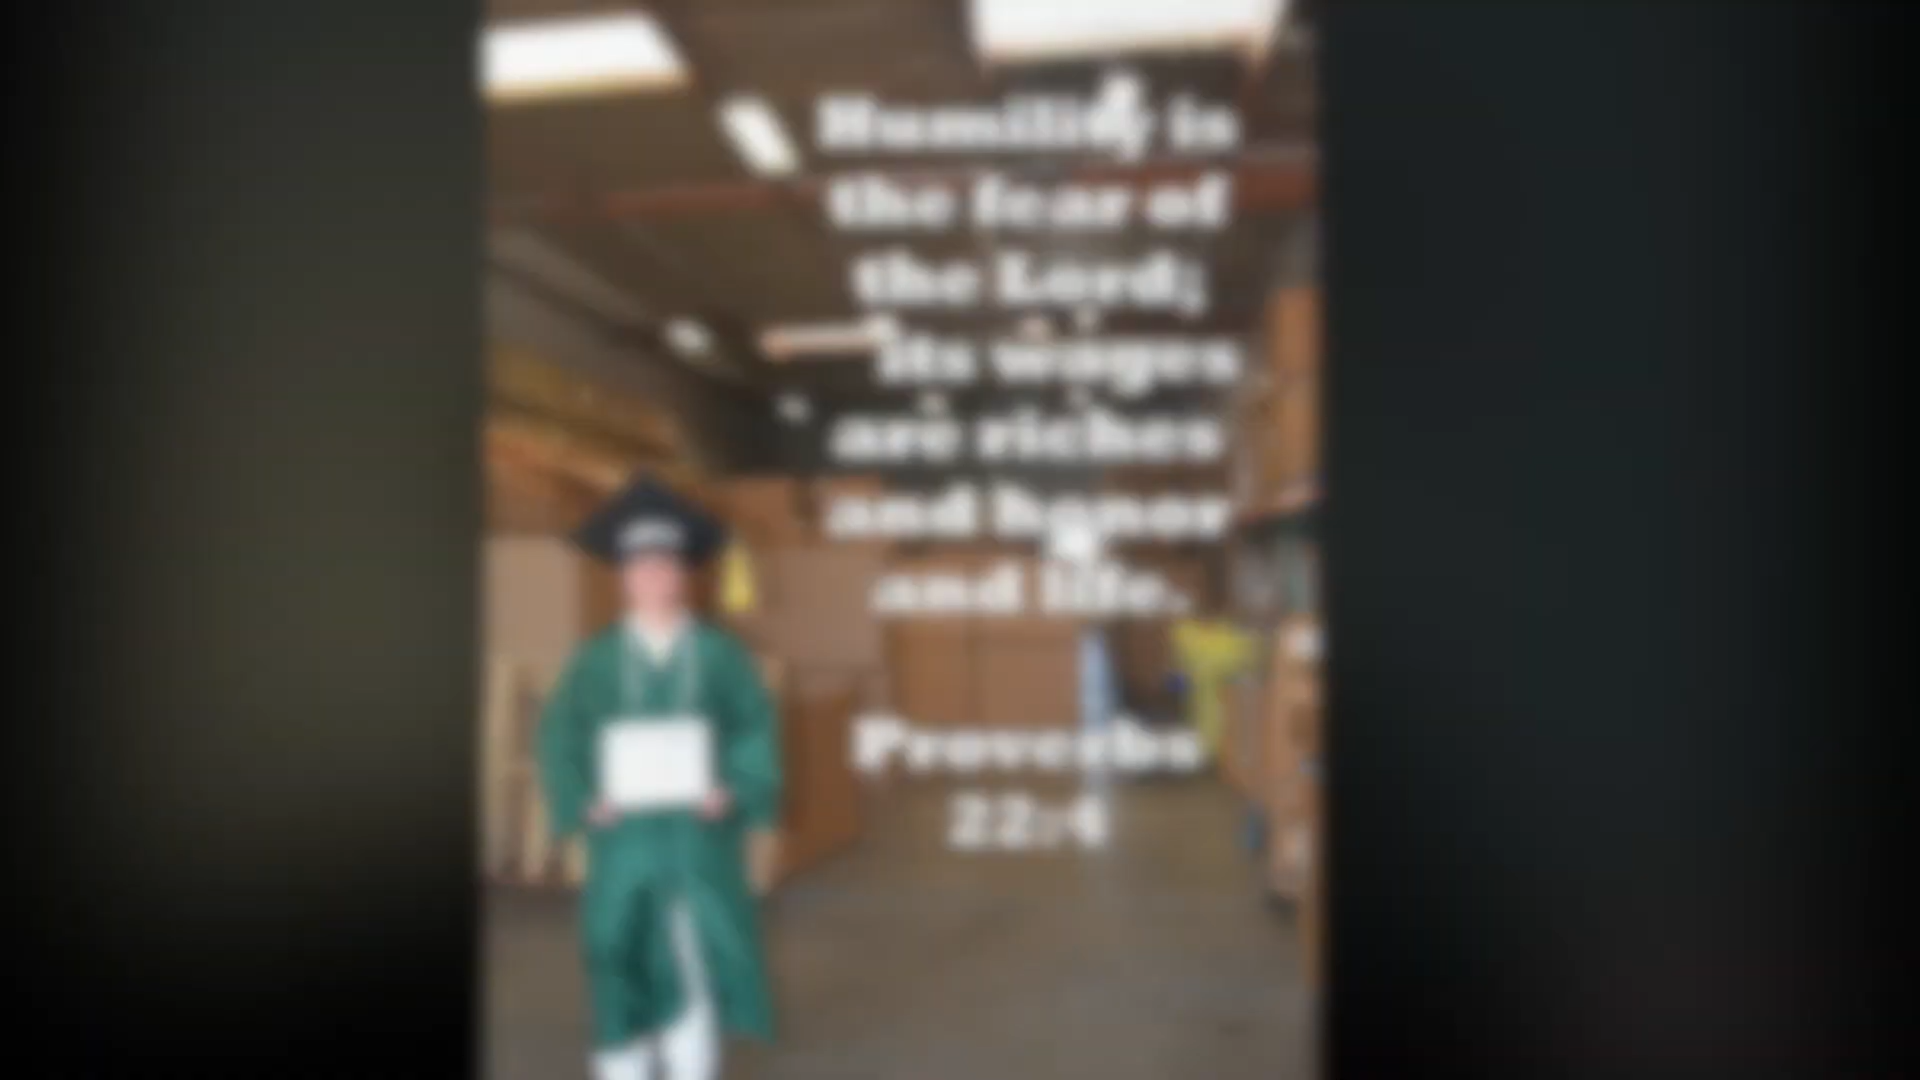 Humility is
the fear of
the Lord;
its wages
are riches
and honor
and life.
Proverbs
22:4